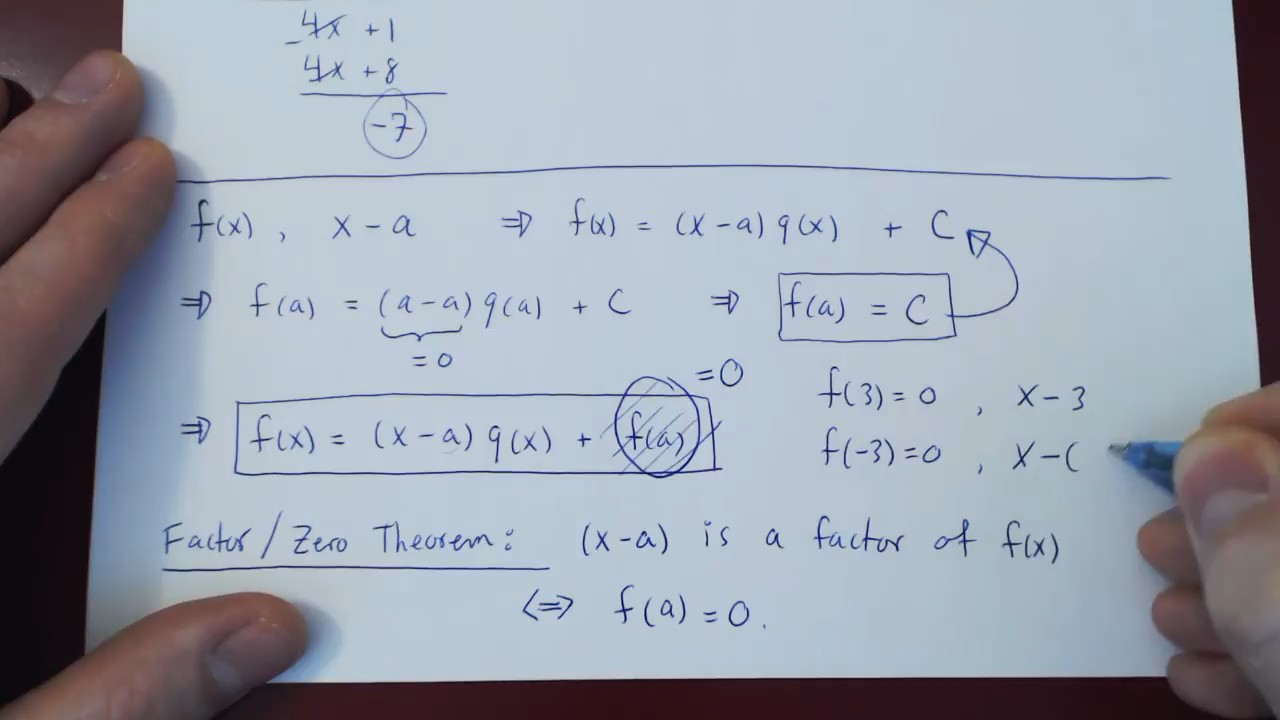 4x + 1
- 4x + 8
-7
f(x), x - a ⇒ f(x) = (x-a) q(x) + C
⇒ f(a) = (a-a) q(a) + C ⇒ f(a) = C
= 0
= 0
f(3) = 0, x - 3
⇒ f(x) = (x-a) q(x) + f(a)
f(-3) = 0, x - (
Factor/Zero Theorem: (x-a) is a factor of f(x)
⇔ f(a) = 0.